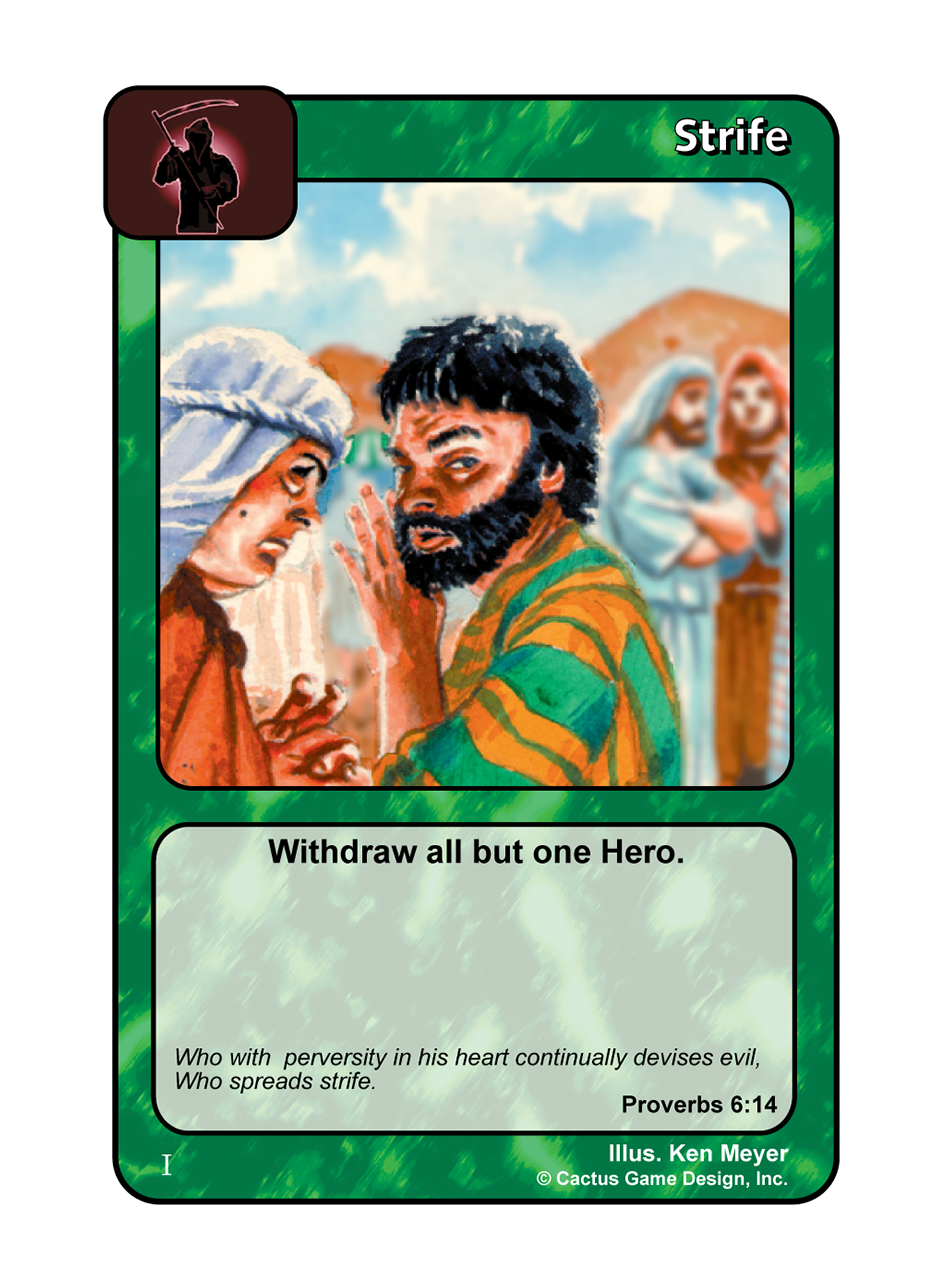 Strife
Withdraw all but one Hero.
Who with  perversity in his heart continually devises evil,
Who spreads strife.
Proverbs 6:14
I
Illus. Ken Meyer
© Cactus Game Design, Inc.